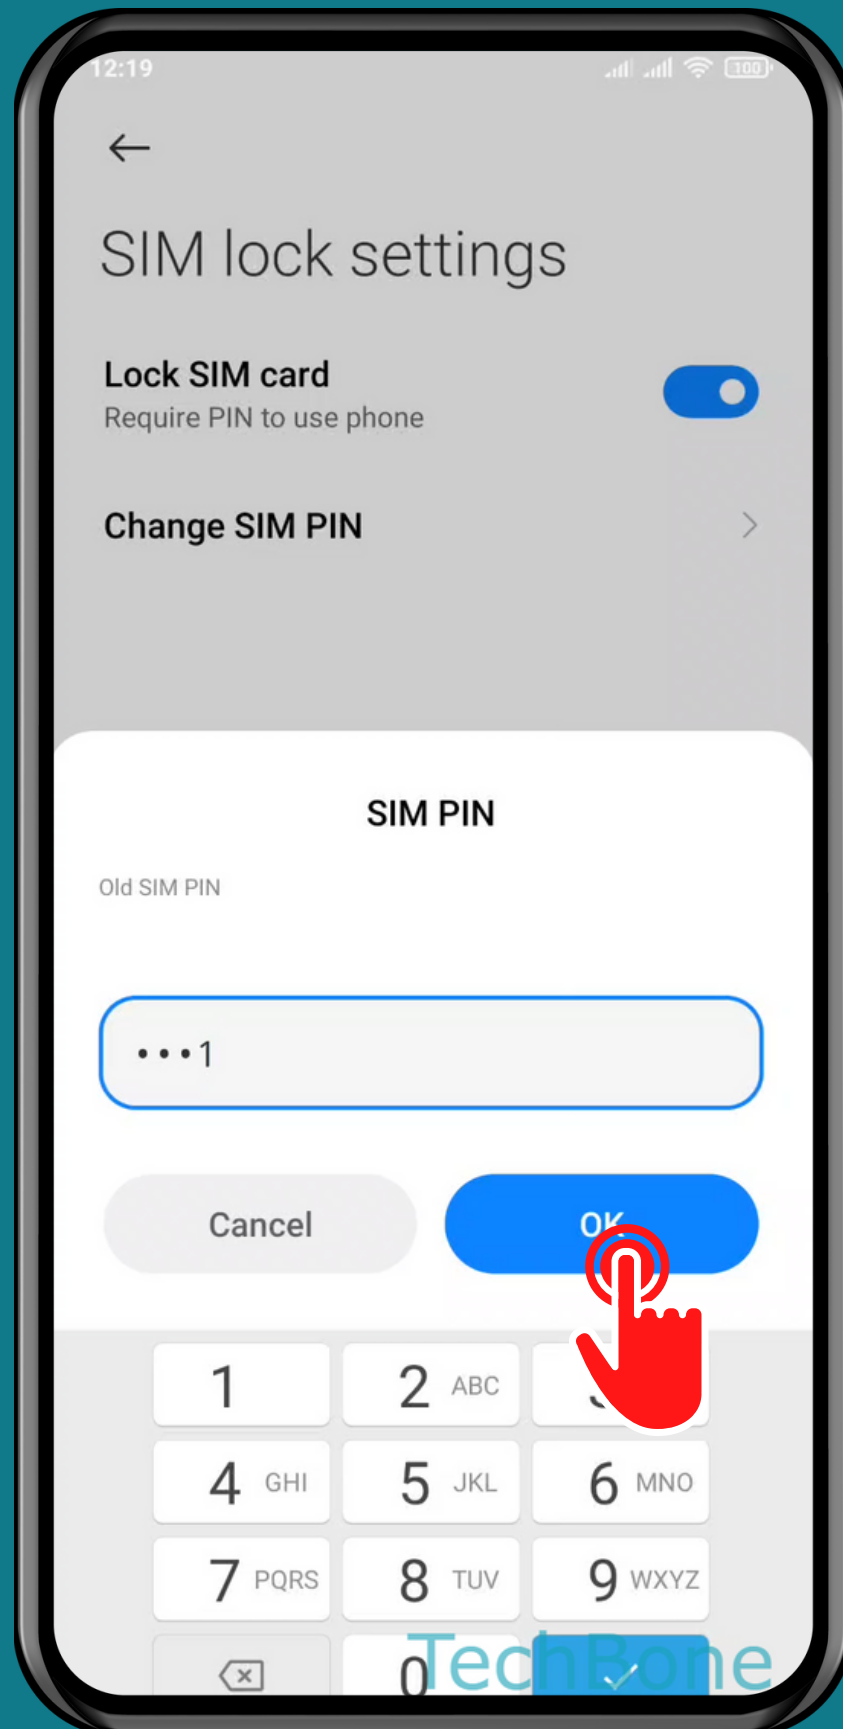 12:19
100
SIM lock settings
Lock SIM card
Require PIN to use phone
Change SIM PIN
SIM PIN
Old SIM PIN
•••1
Cancel
OK
1
2 ABC
4 GHI
5 JKL
6 MNO
7 PQRS
8 TUV
9 WXYZ
0
TechBone